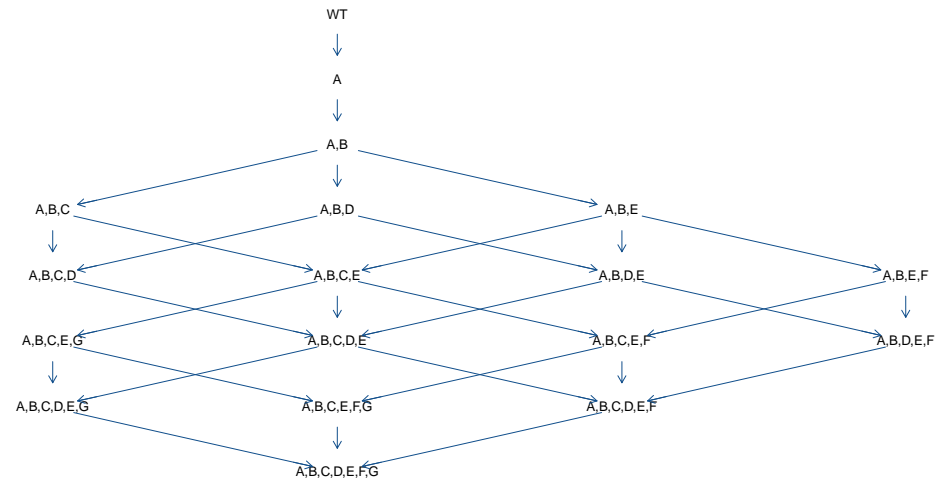 WT
A
A,B
A,B,C
A,B,D
A,B,E
A,B,C,D
A,B,C,E
A,B,D,E
A,B,E,F
A,B,C,E,G
A,B,C,D,E
A,B,C,E,F
A,B,D,E,F
A,B,C,D,E,G
A,B,C,E,F,G
A,B,C,D,E,F
A,B,C,D,E,F,G